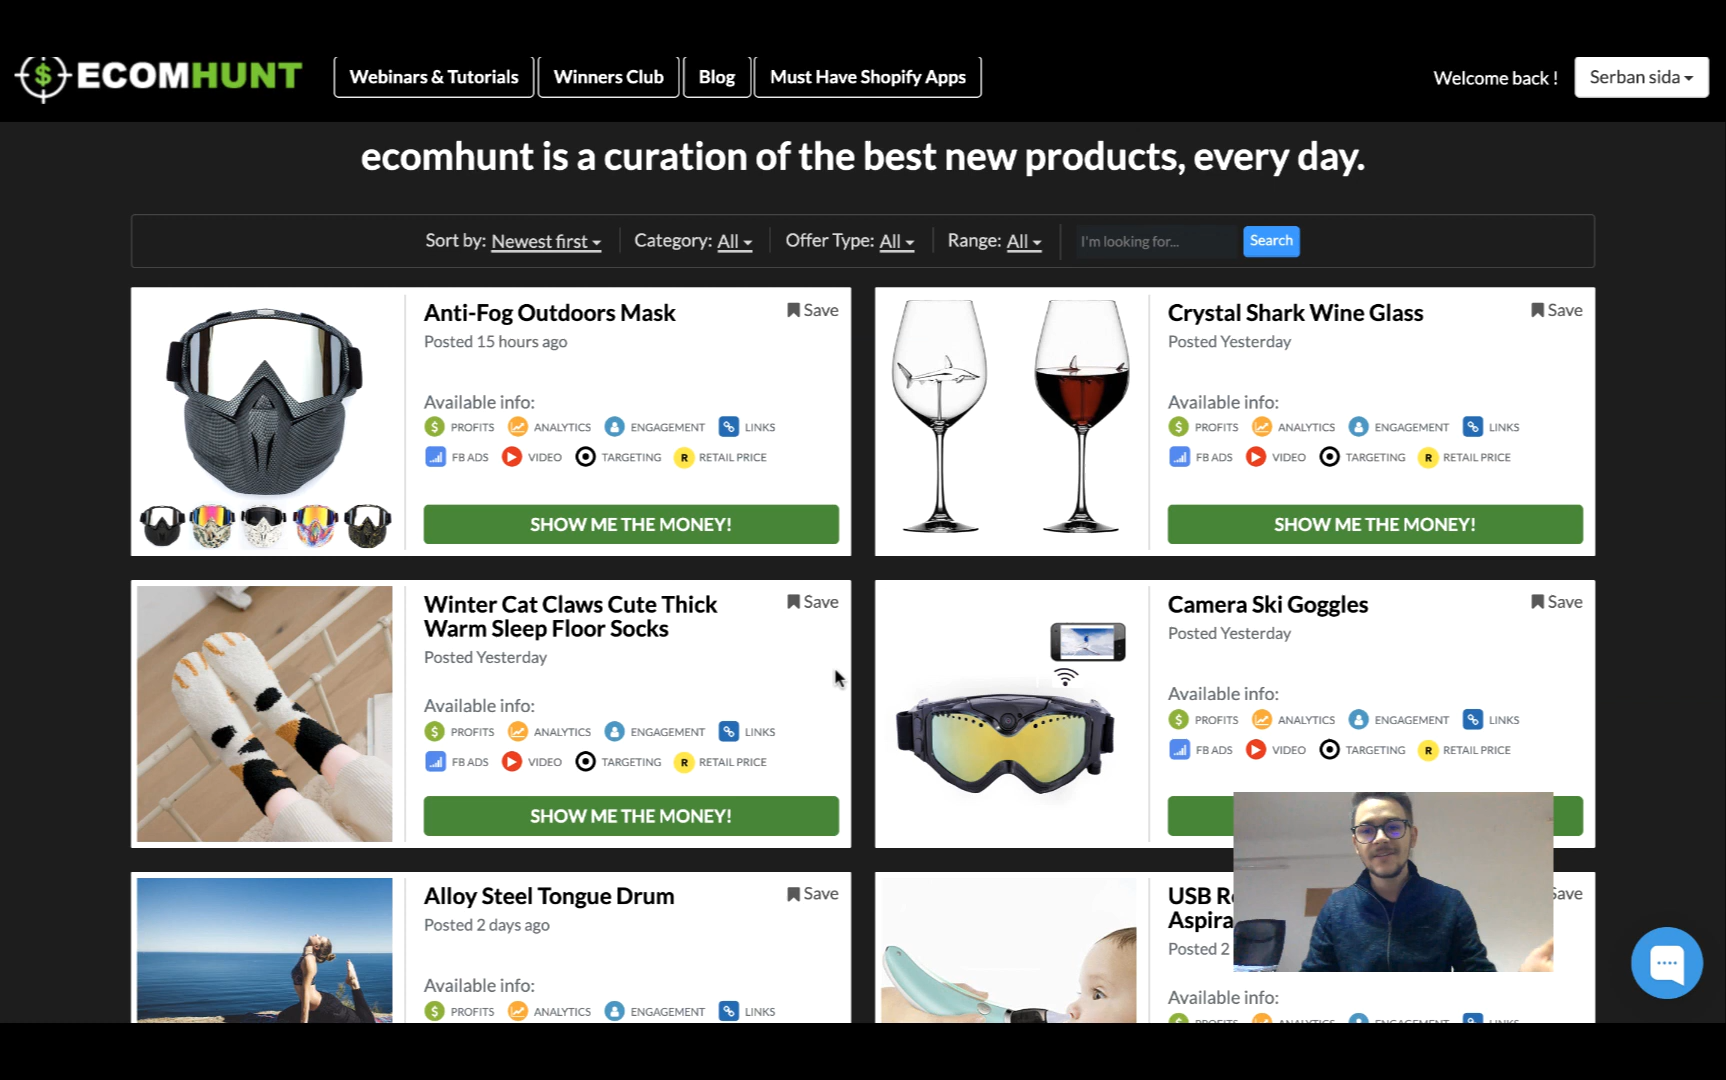 ECOMHUNT
Webinars & Tutorials
Winners Club
Blog
Must Have Shopify Apps
Welcome back !
Serban sida
ecomhunt is a curation of the best new products, every day.
Sort by: Newest first
Category: All
Offer Type: All
Range: All
I'm looking for...
Search
Anti-Fog Outdoors Mask
Save
Posted 15 hours ago
Available info:
PROFITS ANALYTICS ENGAGEMENT LINKS
FB ADS VIDEO TARGETING R RETAIL PRICE
SHOW ME THE MONEY!
Crystal Shark Wine Glass
Save
Posted Yesterday
Available info:
PROFITS ANALYTICS ENGAGEMENT LINKS
FB ADS VIDEO TARGETING R RETAIL PRICE
SHOW ME THE MONEY!
Winter Cat Claws Cute Thick
Warm Sleep Floor Socks
Save
Posted Yesterday
Available info:
PROFITS ANALYTICS ENGAGEMENT LINKS
FB ADS VIDEO TARGETING R RETAIL PRICE
SHOW ME THE MONEY!
Camera Ski Goggles
Save
Posted Yesterday
Available info:
PROFITS ANALYTICS ENGAGEMENT LINKS
FB ADS VIDEO TARGETING R RETAIL PRICE
Alloy Steel Tongue Drum
Save
Posted 2 days ago
Available info:
PROFITS ANALYTICS ENGAGEMENT LINKS
USB
Save
Posted 2
Available info:
PROFITS ANALYTICS ENGAGEMENT LINKS